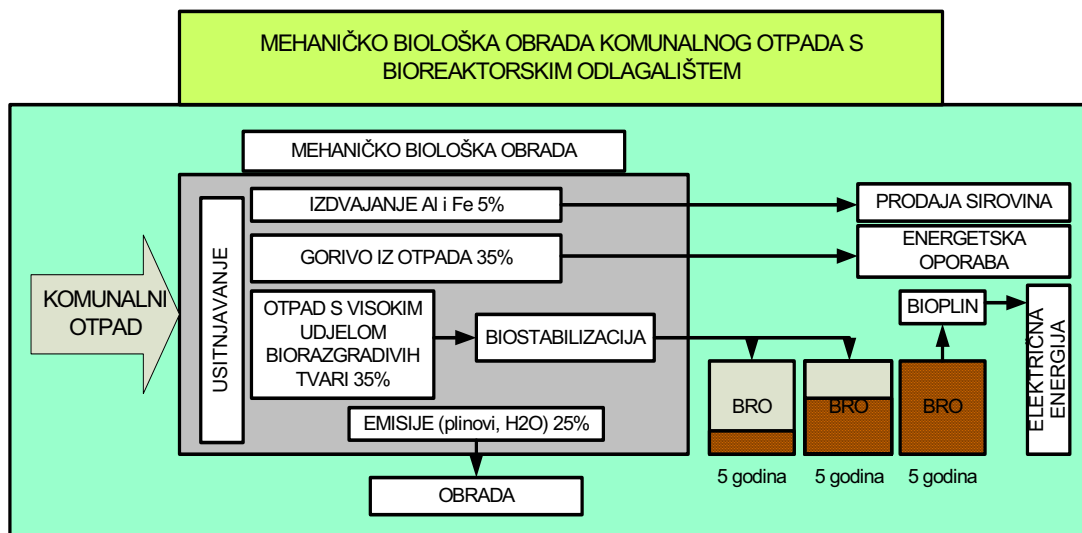 MEHANIČKO BIOLOŠKA OBRADA KOMUNALNOG OTPADA S
BIOREAKTORSKIM ODLAGALIŠTEM
MEHANIČKO BIOLOŠKA OBRADA
KOMUNALNI
OTPAD
USITNJAVANJE
IZDVAJANJE Al i Fe 5%
PRODAJA SIROVINA
GORIVO IZ OTPADA 35%
ENERGETSKA
OPORABA
OTPAD S VISOKIM
UDJELOM
BIORAZGRADIVIH
TVARI 35%
BIOSTABILIZACIJA
BIOPLIN
ELEKTRIČNA
ENERGIJA
BRO
BRO
BRO
5 godina
5 godina
5 godina
EMISIJE (plinovi, H2O) 25%
OBRADA